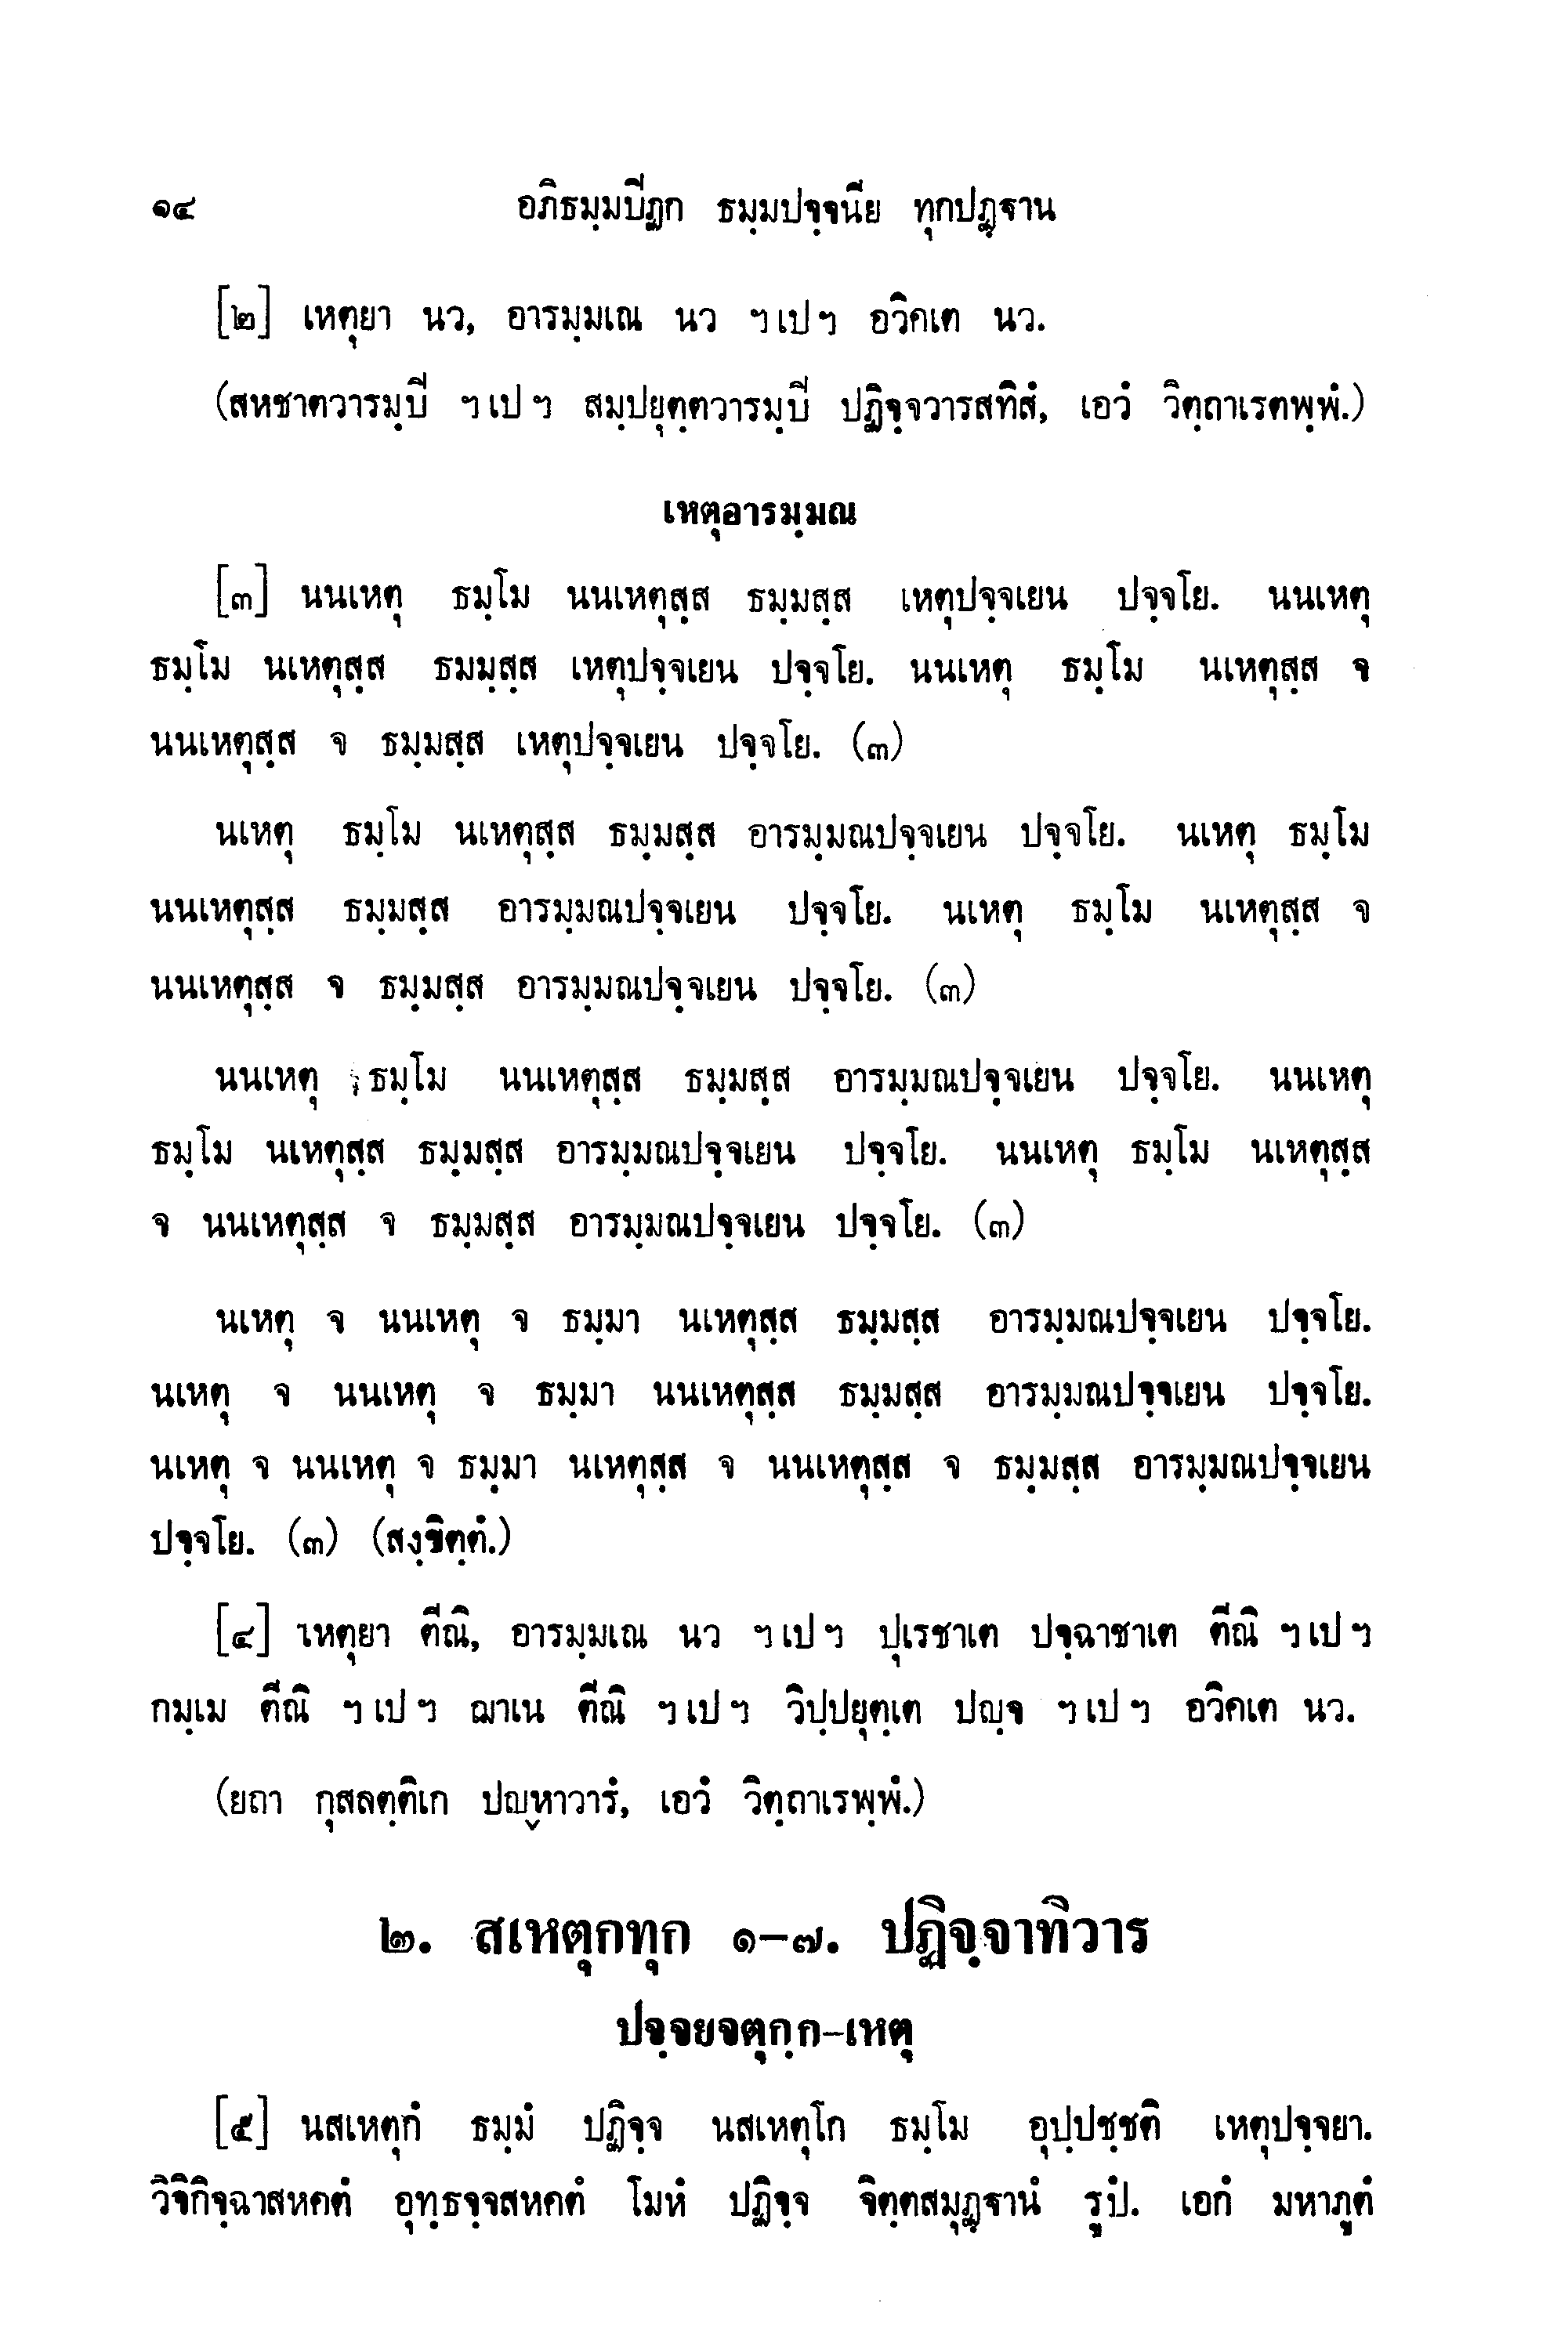 ๑๔ อภิธมฺมปีฏก ธมฺมปจฺจนีย ทุกปฏฺฐาน
[๒] เหตุยา นว, อารมฺมเณ นว ฯ เป ฯ อวิคเต นว.
(สหชาตวารมฺปี ฯ เป ฯ สมฺปยุตฺตวารมฺปี ปฏิจฺจวารสทิสํ, เอวํ วิตฺถาเรตพฺพํ.)
เหตุอารมฺมณ
[๓] นนเหตุ ธมฺโม นนเหตุสฺส ธมฺมสฺส เหตุปจฺจเยน ปจฺจโย. นนเหตุ
ธมฺโม นเหตุสฺส ธมมฺสฺส เหตุปจฺจเยน ปจฺจโย. นนเหตุ ธมฺโม นเหตุสฺส จ
นนเหตุสฺส จ ธมฺมสฺส เหตุปจฺจเยน ปจฺจโย. (๓)
นเหตุ ธมฺโม นเหตุสฺส ธมฺมสฺส อารมฺมณปจฺจเยน ปจฺจโย. นเหตุ ธมฺโม
นนเหตุสฺส ธมฺมสฺส อารมฺมณปจฺจเยน ปจฺจโย. นเหตุ ธมฺโม นเหตุสฺส จ
นนเหตุสฺส จ ธมฺมสฺส อารมฺมณปจฺจเยน ปจฺจโย. (๓)
นนเหตุ ธมฺโม นนเหตุสฺส ธมฺมสฺส อารมฺมณปจฺจเยน ปจฺจโย. นนเหตุ
ธมฺโม นเหตุสฺส ธมฺมสฺส อารมฺมณปจฺจเยน ปจฺจโย. นนเหตุ ธมฺโม นเหตุสฺส
จ นนเหตุสฺส จ ธมฺมสฺส อารมฺมณปจฺจเยน ปจฺจโย. (๓)
นเหตุ จ นนเหตุ จ ธมฺมา นเหตุสฺส ธมฺมสฺส อารมฺมณปจฺจเยน ปจฺจโย.
นเหตุ จ นนเหตุ จ ธมฺมา นนเหตุสฺส ธมฺมสฺส อารมฺมณปจฺจเยน ปจฺจโย.
นเหตุ จ นนเหตุ จ ธมฺมา นเหตุสฺส จ นนเหตุสฺส จ ธมฺมสฺส อารมฺมณปจฺจเยน
ปจฺจโย. (๓) (สงฺขิตฺตํ.)
[๔] เหตุยา ตีณิ, อารมฺมเณ นว ฯ เป ฯ ปุเรชาเต ปจฺฉาชาเต ตีณิ ฯ เป ฯ
กมฺเม ตีณิ ฯ เป ฯ ฌาเน ตีณิ ฯ เป ฯ วิปฺปยุตฺเต ปญฺจ ฯ เป ฯ อวิคเต นว.
(ยถา กุสลตฺติเก ปญฺหาวารํ, เอวํ วิตฺถาเรพฺพํ.)
๒. สเหตุกทุก ๑–๗. ปฏิจฺจาทิวาร
ปจฺจยจตุกฺก–เหตุ
[๕] นสเหตุกํ ธมฺมํ ปฏิจฺจ นสเหตุโก ธมฺโม อุปฺปชฺชติ เหตุปจฺจยา.
วิจิกิจฺฉาสหคตํ อุทฺธจฺจสหคตํ โมหํ ปฏิจฺจ จิตฺตสมุฏฺฐานํ รูปํ. เอกํ มหาภูตํ